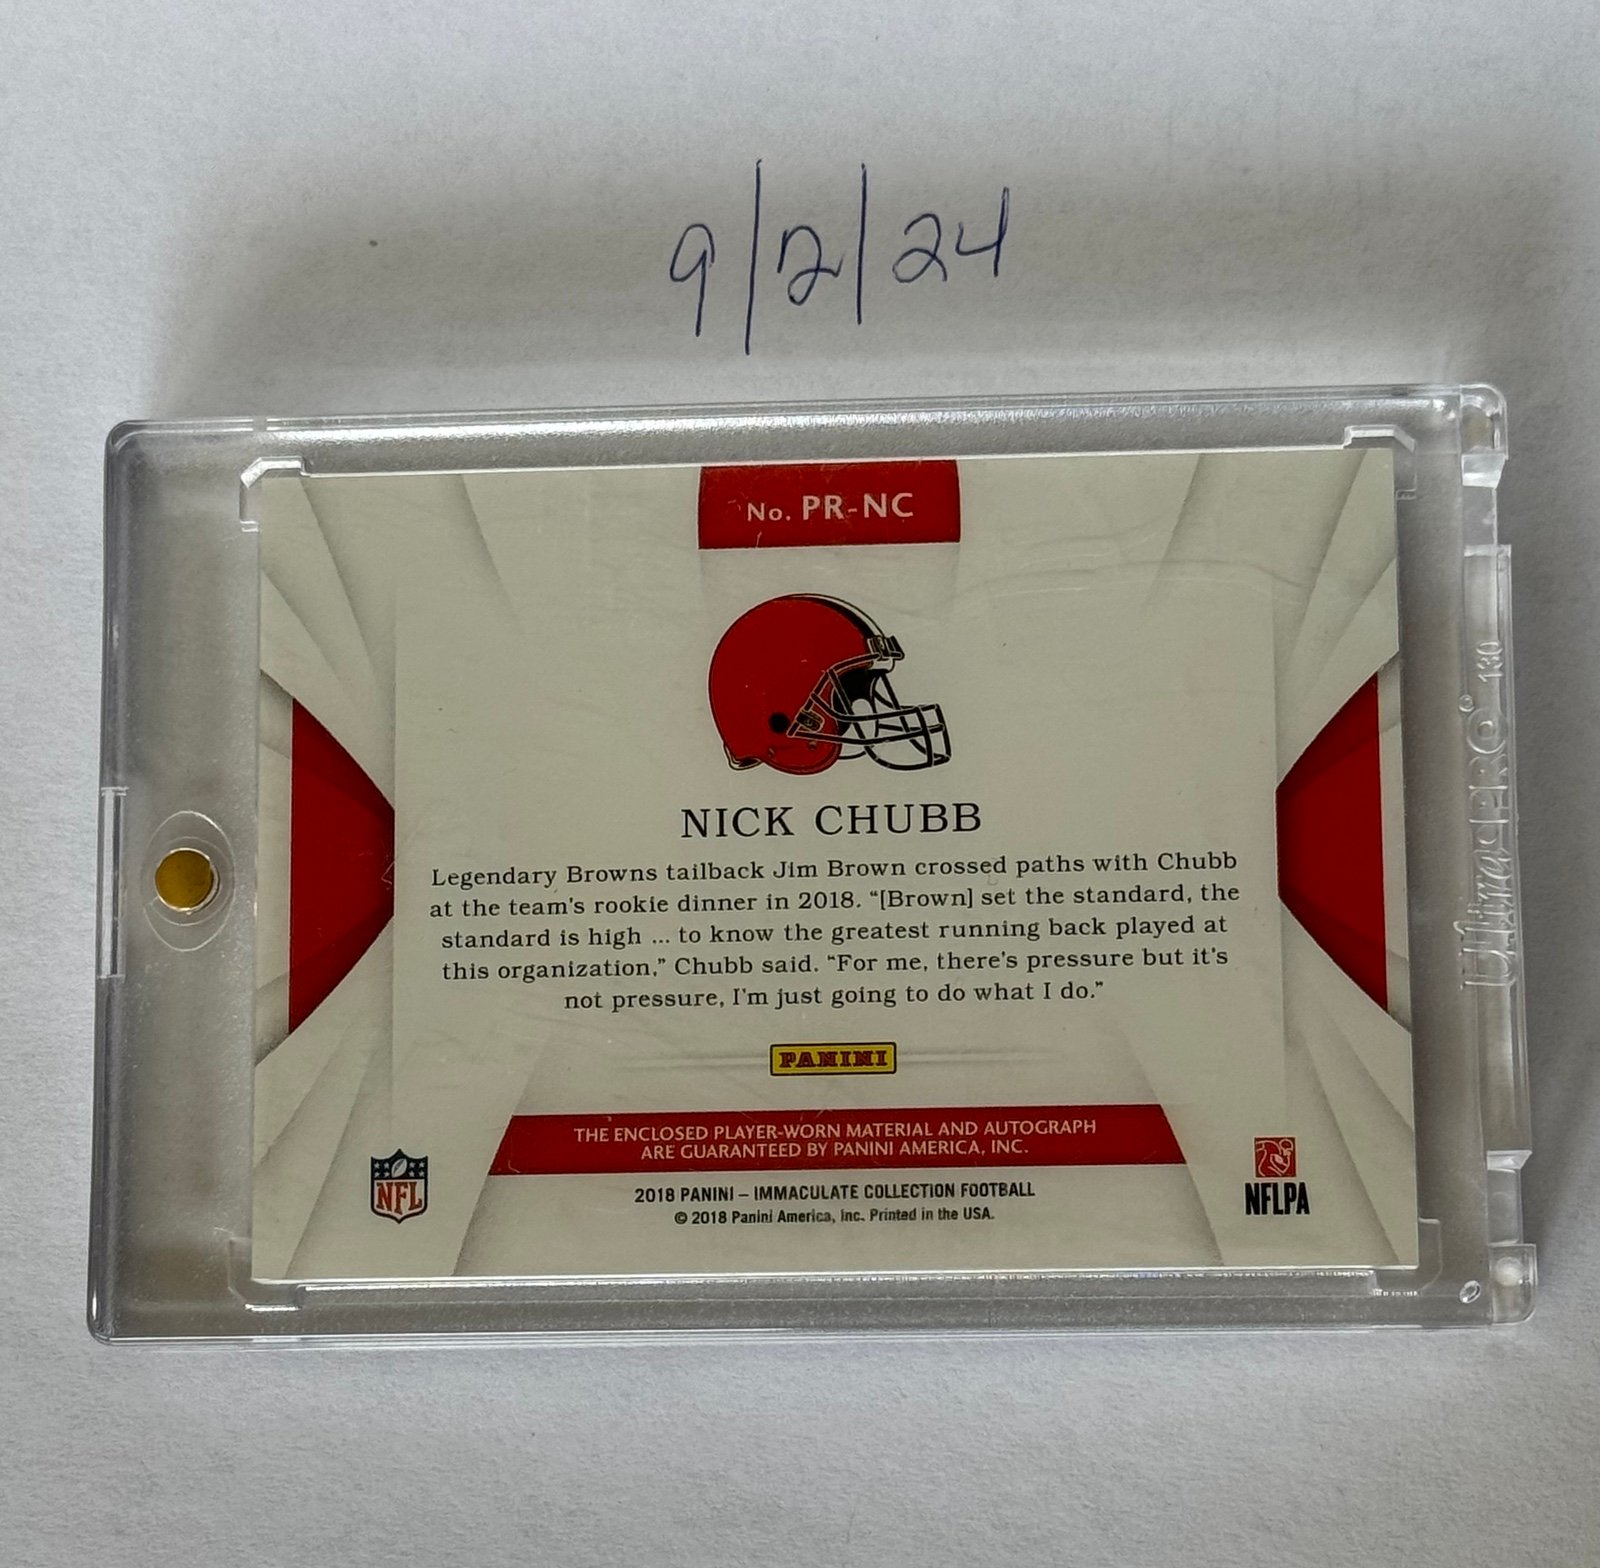 9/2/24
No. PR-NC
NICK CHUBB
Legendary Browns tailback Jim Brown crossed paths with Chubb
at the team's rookie dinner in 2018. “[Brown] set the standard, the
standard is high ... to know the greatest running back played at
this organization,” Chubb said. “For me, there's pressure but it's
not pressure, I'm just going to do what I do.”
PANINI
THE ENCLOSED PLAYER-WORN MATERIAL AND AUTOGRAPH
ARE GUARANTEED BY PANINI AMERICA, INC.
NFL
2018 PANINI – IMMACULATE COLLECTION FOOTBALL
© 2018 Panini America, Inc. Printed in the USA.
NFLPA
Ultra PRO® 130